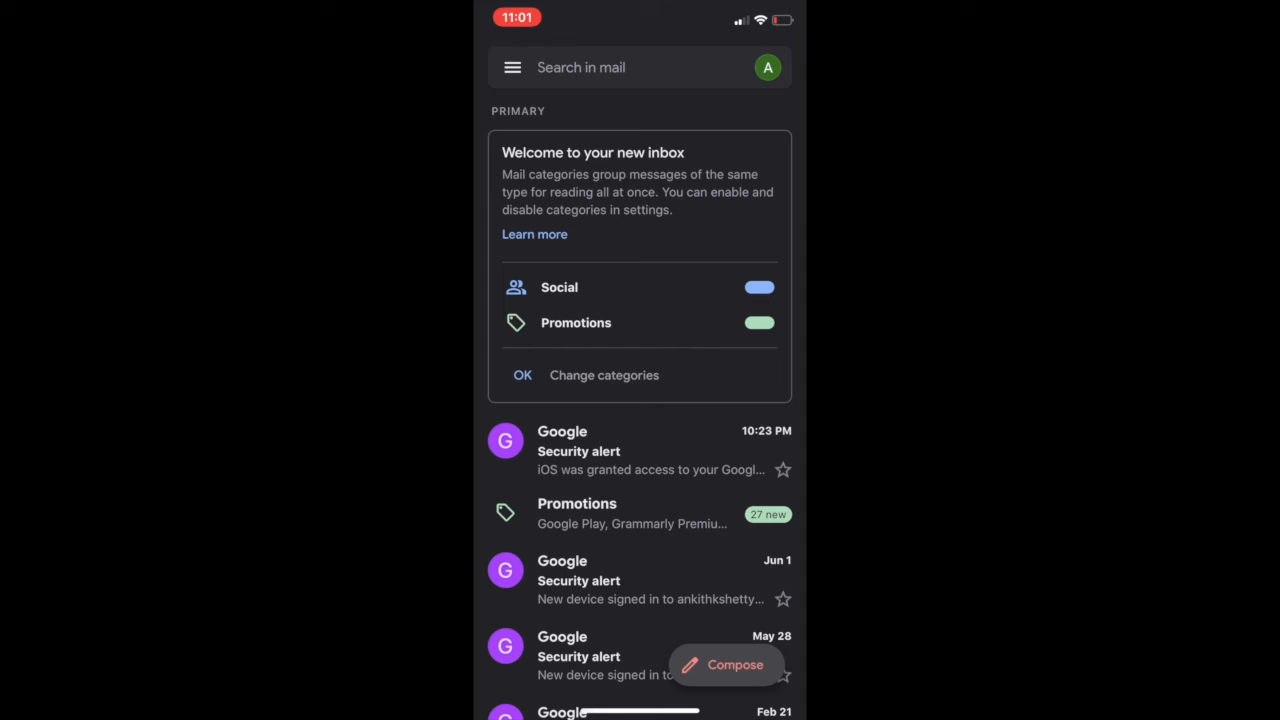 11:01
Search in mail
A
PRIMARY
Welcome to your new inbox
Mail categories group messages of the same
type for reading all at once. You can enable and
disable categories in settings.
Learn more
Social
Promotions
OK Change categories
G
Google 10:23 PM
Security alert
iOS was granted access to your Googl...
Promotions
Google Play, Grammarly Premiu... 27 new
G
Google Jun 1
Security alert
New device signed in to ankithkshetty...
G
Google May 28
Security alert
New device signed in to
Compose
G
Google Feb 21